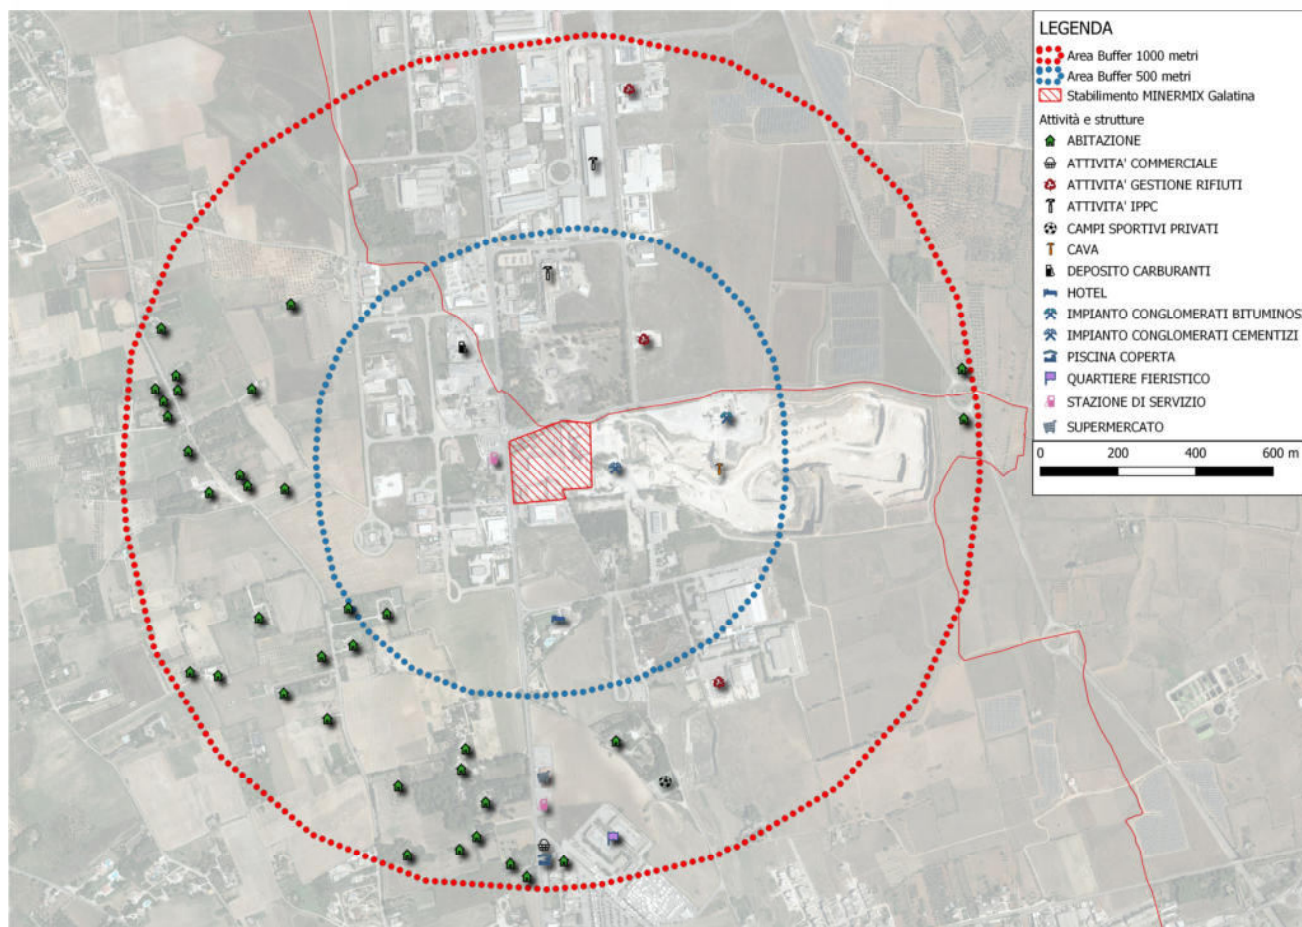 LEGENDA
Area Buffer 1000 metri
Area Buffer 500 metri
Stabilimento MINERMIX Galatina
Attività e strutture
ABITAZIONE
ATTIVITA' COMMERCIALE
ATTIVITA' GESTIONE RIFIUTI
ATTIVITA' IPPC
CAMPI SPORTIVI PRIVATI
CAVA
DEPOSITO CARBURANTI
HOTEL
IMPIANTO CONGLOMERATI BITUMINOSI
IMPIANTO CONGLOMERATI CEMENTIZI
PISCINA COPERTA
QUARTIERE FIERISTICO
STAZIONE DI SERVIZIO
SUPERMERCATO
0 200 400 600 m